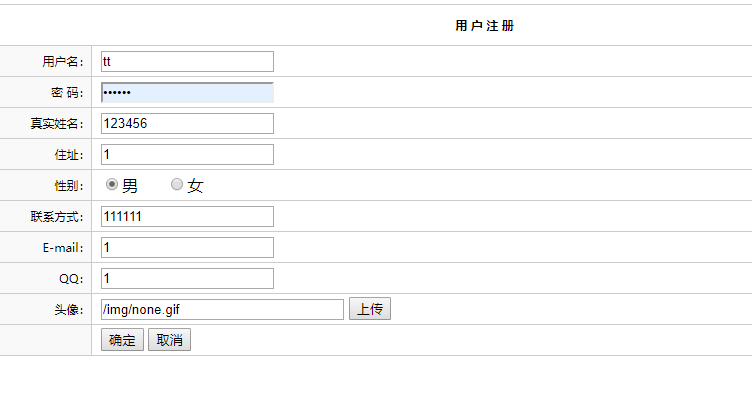 用户注册
用户名： tt
密 码： ••••••
真实姓名： 123456
住址： 1
性别： 男 女
联系方式： 111111
E-mail： 1
QQ： 1
头像： /img/none.gif 上传
确定 取消